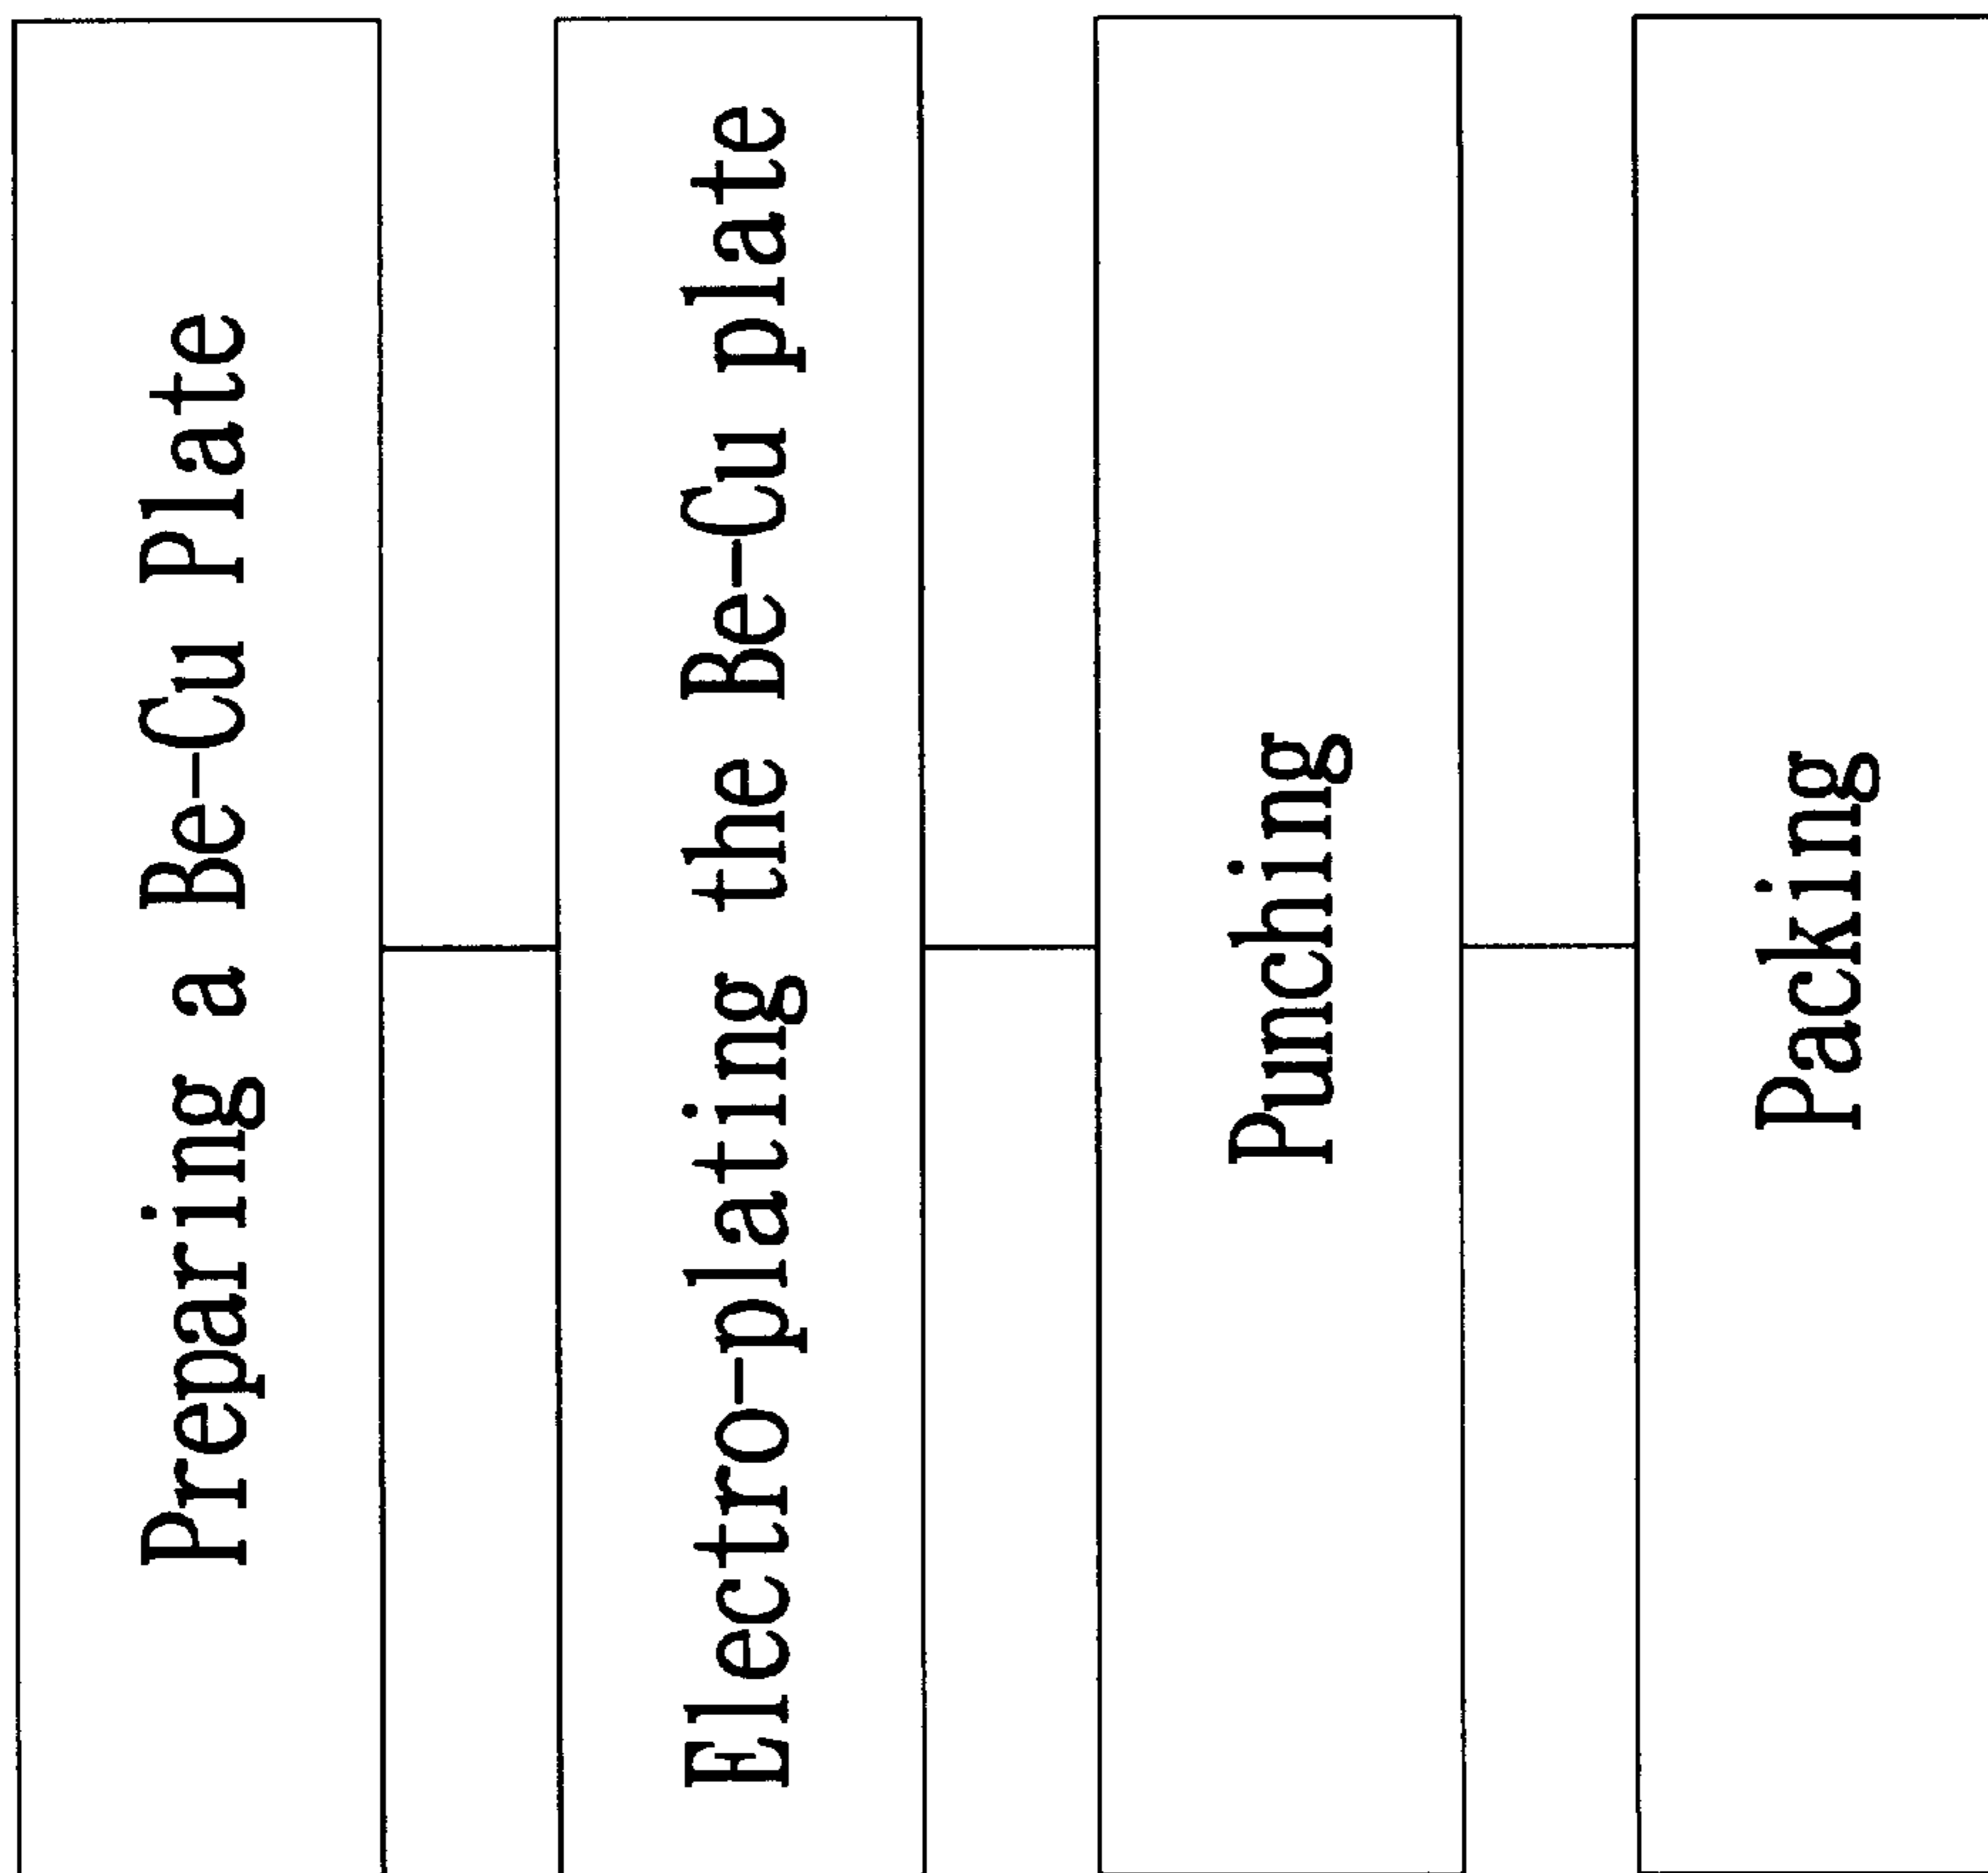 Preparing a Be-Cu Plate
Electro-plating the Be-Cu plate
Punching
Packing